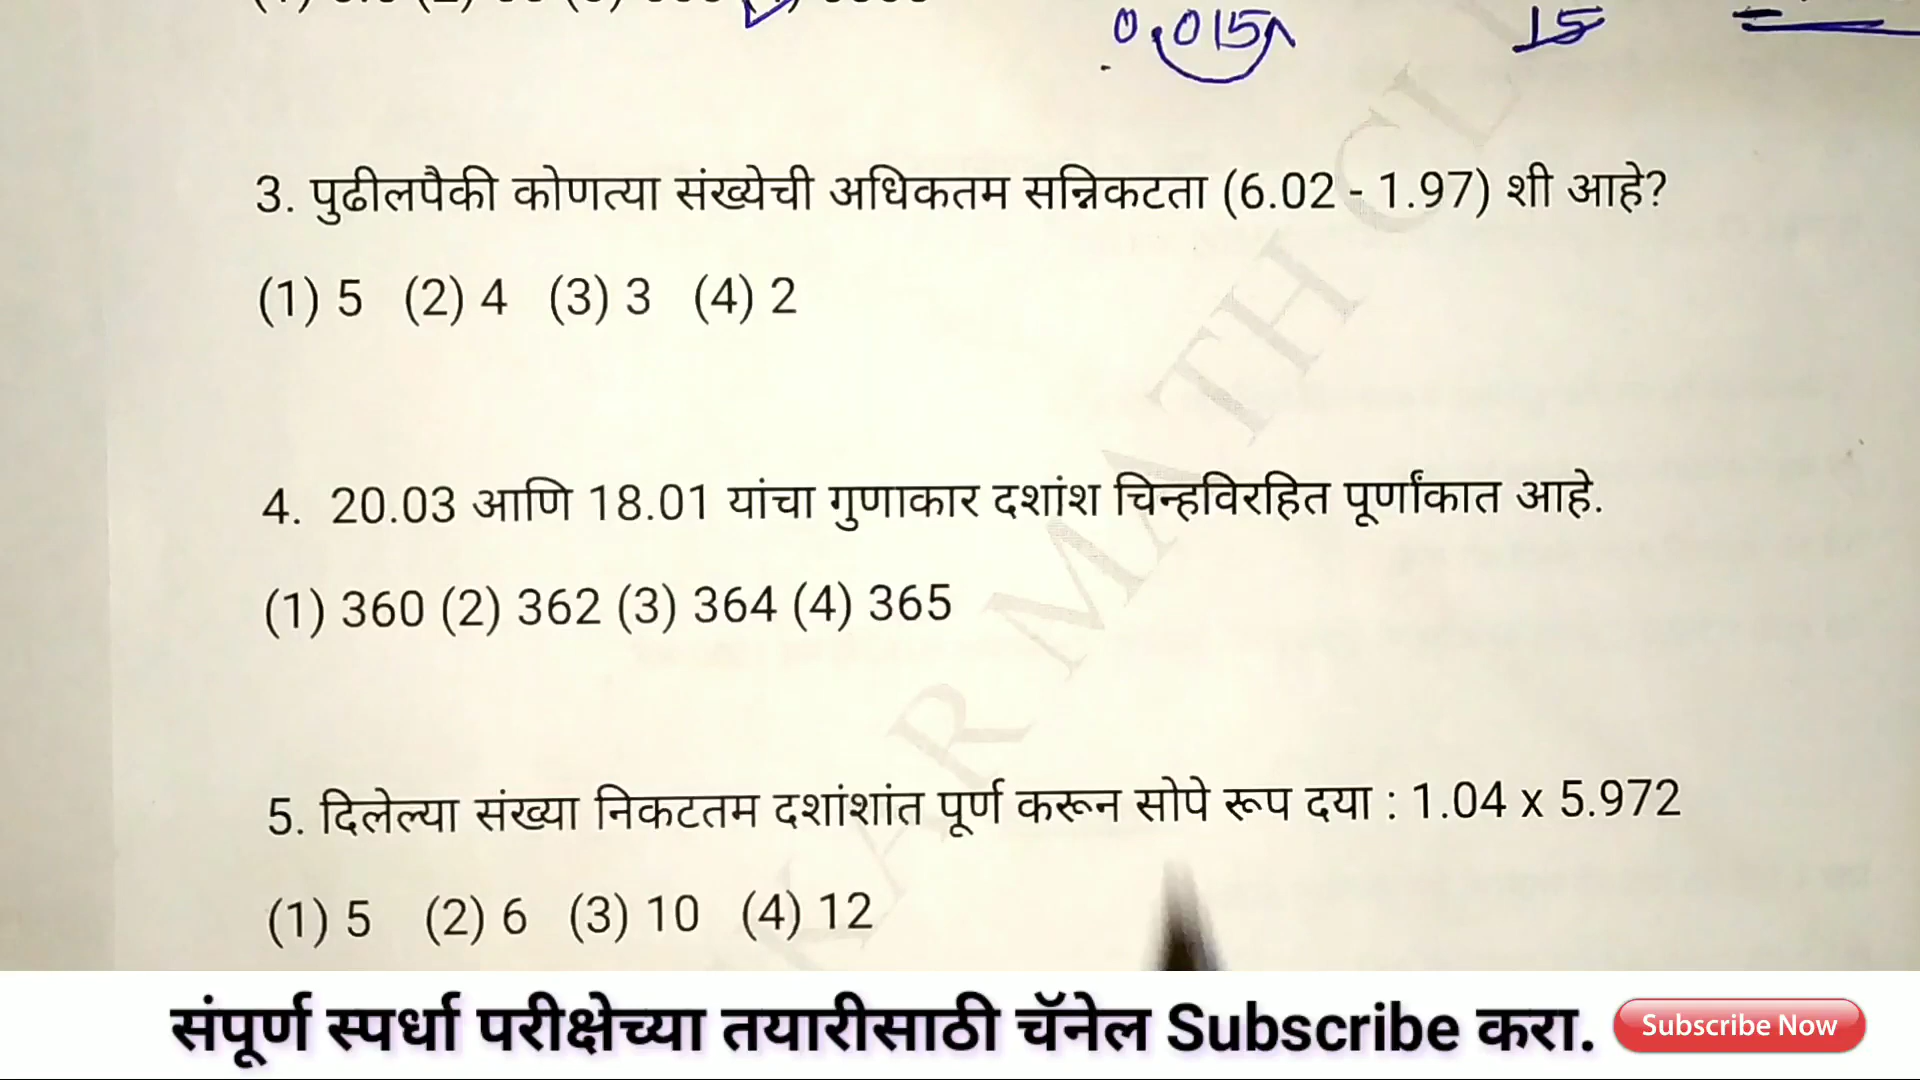 0.015
15
3. पुढीलपैकी कोणत्या संख्येची अधिकतम सन्निकटता (6.02 - 1.97) शी आहे?
(1) 5 (2) 4 (3) 3 (4) 2
4. 20.03 आणि 18.01 यांचा गुणाकार दशांश चिन्हविरहित पूर्णांकात आहे.
(1) 360 (2) 362 (3) 364 (4) 365
5. दिलेल्या संख्या निकटतम दशांशांत पूर्ण करून सोपे रूप दया : 1.04 x 5.972
(1) 5 (2) 6 (3) 10 (4) 12
KAR MATH CL
संपूर्ण स्पर्धा परीक्षेच्या तयारीसाठी चॅनेल Subscribe करा. Subscribe Now